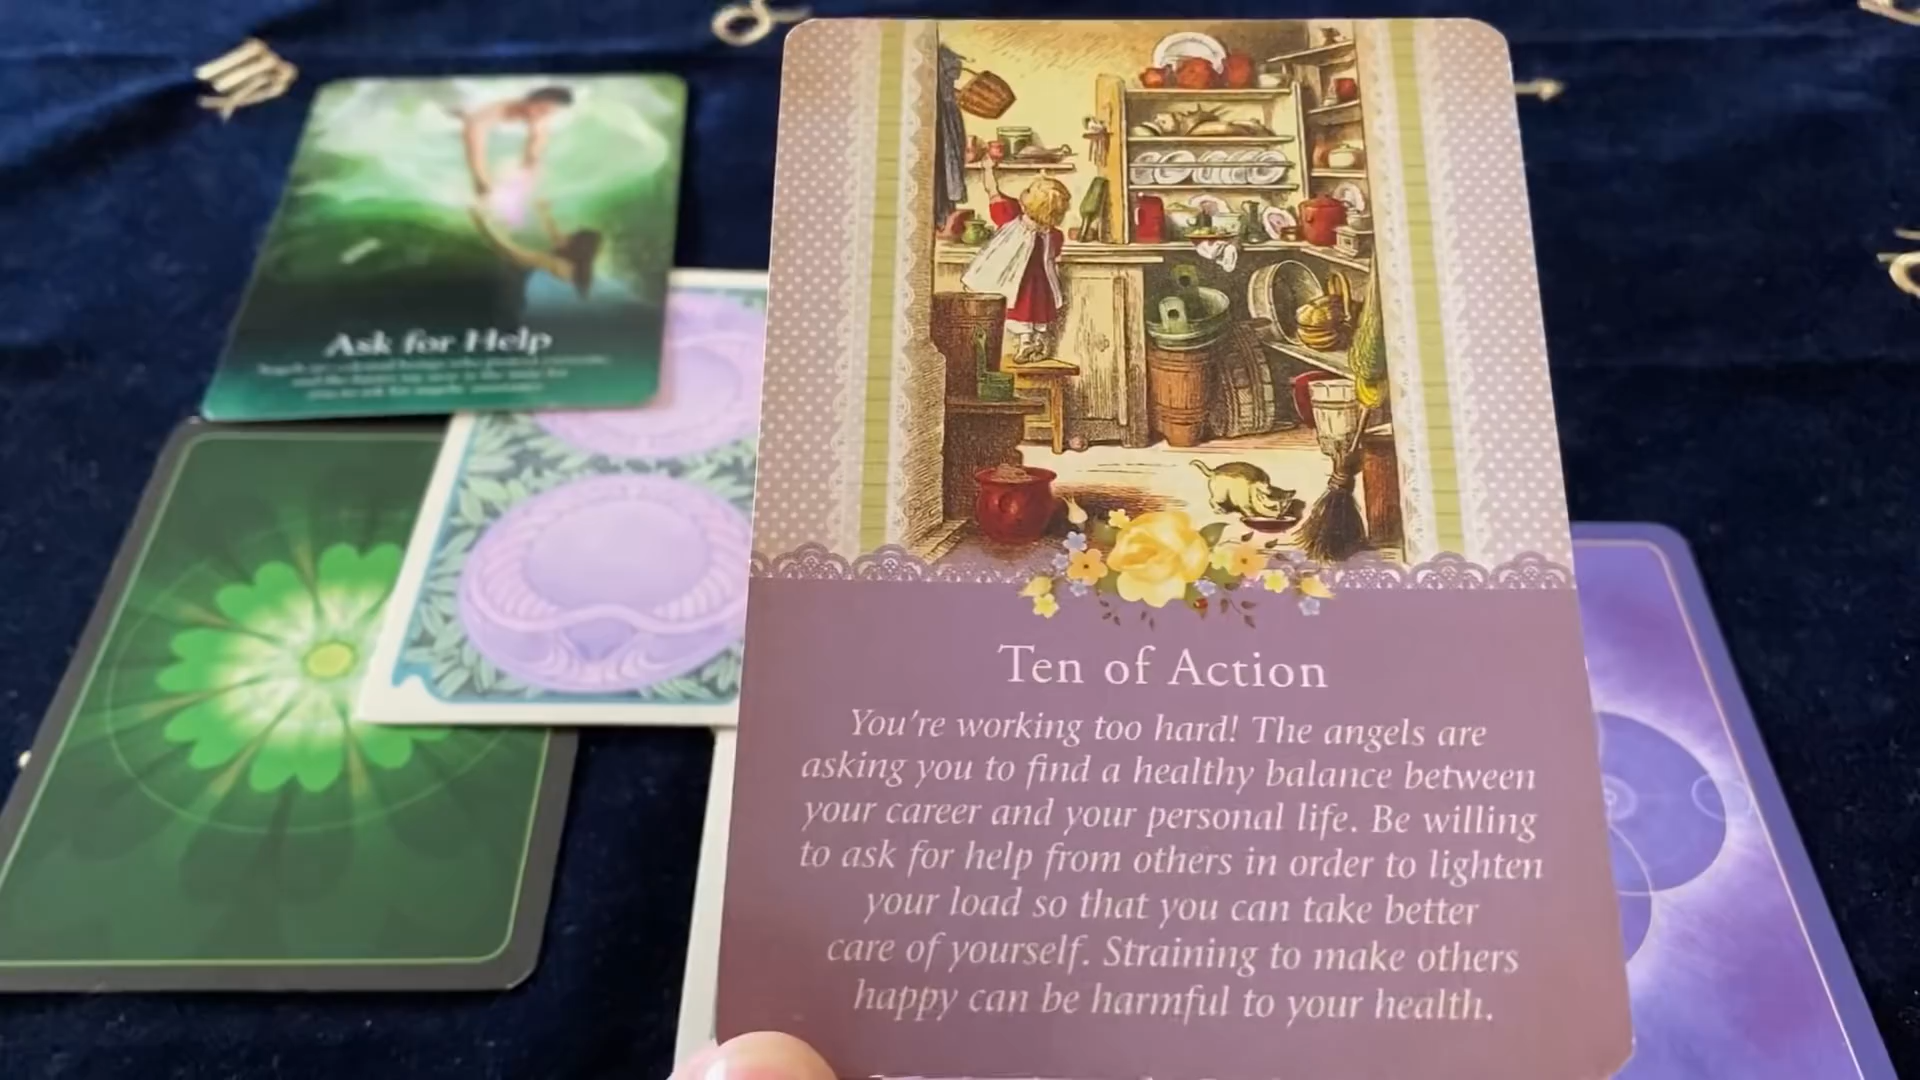 Ask for Help
Ten of Action
You're working too hard! The angels are
asking you to find a healthy balance between
your career and your personal life. Be willing
to ask for help from others in order to lighten
your load so that you can take better
care of yourself. Straining to make others
happy can be harmful to your health.